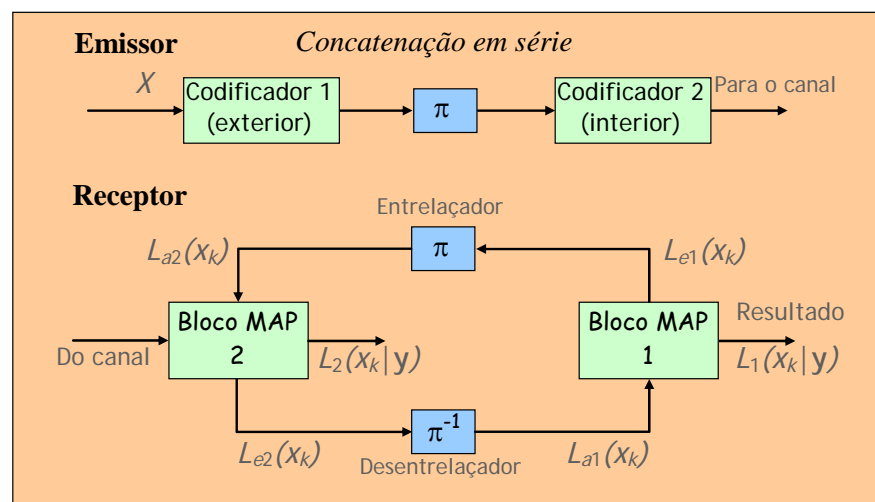 Emissor
Concatenação em série
X
Codificador 1
(exterior)
π
Codificador 2
(interior)
Para o canal
Receptor
Entrelaçador
La2(xk)
π
Le1(xk)
Do canal
Bloco MAP
2
L2(xk|y)
Bloco MAP
1
Resultado
L1(xk|y)
Le2(xk)
π-1
La1(xk)
Desentrelaçador